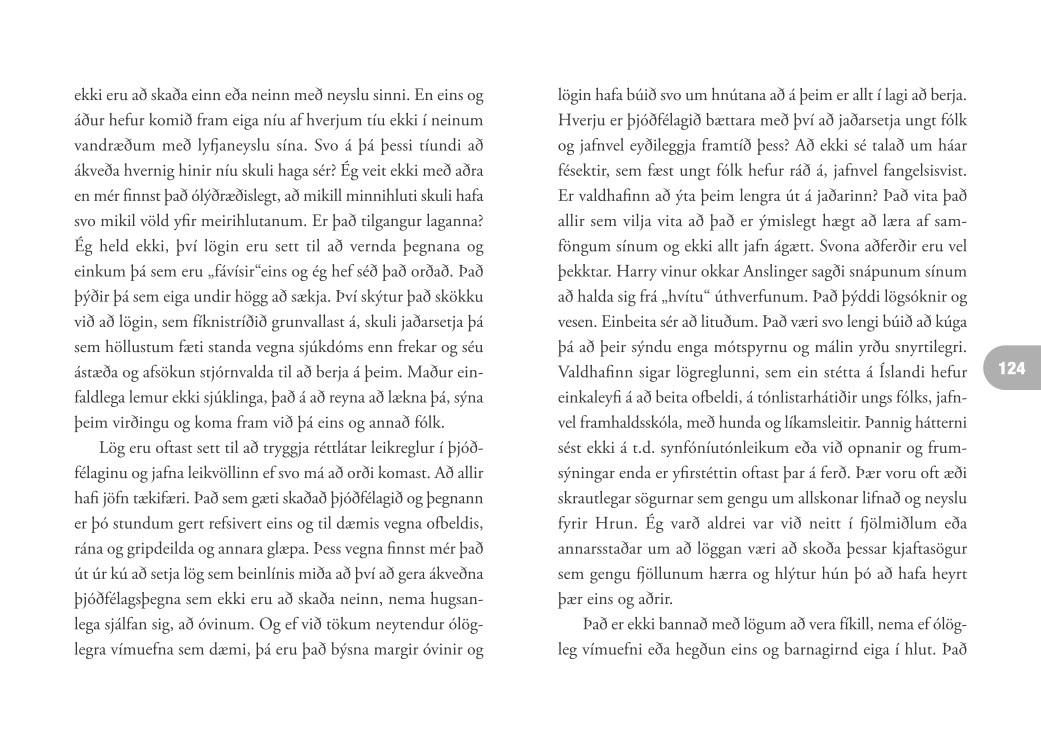 ekki eru að skaða einn eða neinn með neyslu sinni. En eins og
áður hefur komið fram eiga níu af hverjum tíu ekki í neinum
vandræðum með lyfjaneyslu sína. Svo á þá þessi tíundi að
ákveða hvernig hinir níu skuli haga sér? Ég veit ekki með aðra
en mér finnst það ólýðræðislegt, að mikill minnihluti skuli hafa
svo mikil völd yfir meirihlutanum. Er það tilgangur laganna?
Ég held ekki, því lögin eru sett til að vernda þegnana og
einkum þá sem eru „fávísir“eins og ég hef séð það orðað. Það
þýðir þá sem eiga undir högg að sækja. Því skýtur það skökku
við að lögin, sem fíknistríðið grunvallast á, skuli jaðarsetja þá
sem höllustum fæti standa vegna sjúkdóms enn frekar og séu
ástæða og afsökun stjórnvalda til að berja á þeim. Maður ein-
faldlega lemur ekki sjúklinga, það á að reyna að lækna þá, sýna
þeim virðingu og koma fram við þá eins og annað fólk.
Lög eru oftast sett til að tryggja réttlátar leikreglur í þjóð-
félaginu og jafna leikvöllinn ef svo má að orði komast. Að allir
hafi jöfn tækifæri. Það sem gæti skaðað þjóðfélagið og þegnann
er þó stundum gert refsivert eins og til dæmis vegna ofbeldis,
rána og gripdeilda og annara glæpa. Þess vegna finnst mér það
út úr kú að setja lög sem beinlínis miða að því að gera ákveðna
þjóðfélagsþegna sem ekki eru að skaða neinn, nema hugsan-
lega sjálfan sig, að óvinum. Og ef við tökum neytendur ólög-
legra vímuefna sem dæmi, þá eru það býsna margir óvinir og
lögin hafa búið svo um hnútana að á þeim er allt í lagi að berja.
Hverju er þjóðfélagið bættara með því að jaðarsetja ungt fólk
og jafnvel eyðileggja framtíð þess? Að ekki sé talað um háar
fésektir, sem fæst ungt fólk hefur ráð á, jafnvel fangelsisvist.
Er valdhafinn að ýta þeim lengra út á jaðarinn? Það vita það
allir sem vilja vita að það er ýmislegt hægt að læra af sam-
föngum sínum og ekki allt jafn ágætt. Svona aðferðir eru vel
þekktar. Harry vinur okkar Anslinger sagði snápunum sínum
að halda sig frá „hvítu“ úthverfunum. Það þýddi lögsóknir og
vesen. Einbeita sér að lituðum. Það væri svo lengi búið að kúga
þá að þeir sýndu enga mótspyrnu og málin yrðu snyrtilegri.
Valdhafinn sigar lögreglunni, sem ein stétta á Íslandi hefur
einkaleyfi á að beita ofbeldi, á tónlistarhátíðir ungs fólks, jafn-
vel framhaldsskóla, með hunda og líkamsleitir. Þannig hátterni
sést ekki á t.d. synfóníutónleikum eða við opnanir og frum-
sýningar enda er yfirstéttin oftast þar á ferð. Þær voru oft æði
skrautlegar sögurnar sem gengu um allskonar lifnað og neyslu
fyrir Hrun. Ég varð aldrei var við neitt í fjölmiðlum eða
annarsstaðar um að löggan væri að skoða þessar kjaftasögur
sem gengu fjöllunum hærra og hlýtur hún þó að hafa heyrt
þær eins og aðrir.
Það er ekki bannað með lögum að vera fíkill, nema ef ólög-
leg vímuefni eða hegðun eins og barnagirnd eiga í hlut. Það
124